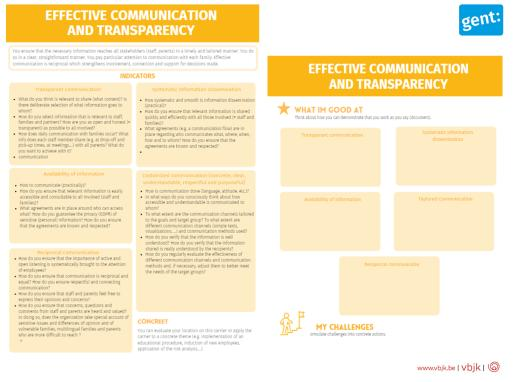 EFFECTIVE COMMUNICATION
AND TRANSPARENCY
You ensure that the necessary information reaches all stakeholders (staff, parents) in a timely and tailored manner. You do
so in a clear, straightforward manner. You pay particular attention to communication with each family. Effective
communication is reciprocal which strengthens involvement, connection and support for decisions made.
INDICATORS
Transparent communication
What do you think is relevant to share (what content)? Is
there deliberate selection of what information goes to
whom?
How do you select information that is relevant to staff,
families and partners? How are you as open and honest (=
transparent) as possible to all involved?
How does daily communication with families occur? What
info does each staff member share (e.g. at drop-off and
pick-up times, at meetings,...) with all parents? What do
you want to achieve with it?
communication
Systematic information dissemination
How systematic and smooth is information dissemination
(practically)?
How do you ensure that relevant information is shared
quickly and efficiently with all those involved (= staff and
families)?
What agreements (e.g. a communication flow) are in
place regarding who communicates what, where, when,
how and to whom? How do you ensure that the
agreements are known and respected?
Availability of information
How to communicate (practically)?
How do you ensure that relevant information is easily
accessible and consultable to all involved (staff and
families)?
What agreements are in place around who can access
what? How do you guarantee the privacy (GDPR) of
sensitive (personal) information? How do you ensure
the agreements are known and respected?
Customized communication (concrete, clear,
understandable, respectful and purposeful)
How is communication done (language, attitude, etc.)?
In what ways do you consciously think about how
accessible and understandable is communicated to
whom?
To what extent are the communication channels tailored
to the goals and target group? To what extent are
different communication channels (simple texts,
visualisations, ...) and communication methods used?
How do you verify that the information is well
understood? How do you verify that the information
shared is really understood by the recipients?
How do you regularly evaluate the effectiveness of
different communication channels and communication
methods and, if necessary, adjust them to better meet
the needs of the target groups?
Reciprocal communication
How do you ensure that the importance of active and
open listening is systematically brought to the attention
of employees?
How do you ensure that communication is reciprocal and
equal? How do you ensure respectful and connecting
communication?
How do you ensure that staff and parents feel free to
express their opinions and concerns?
How do you ensure that concerns, questions and
comments from staff and parents are heard and valued?
In doing so, does the organisation take special account of
sensitive issues and differences of opinion and of
vulnerable families, multilingual families and parents
who are more difficult to reach ?
CONCREET
You can evaluate your location on this carrier or apply the
carrier to a concrete theme (e.g. implementation of an
educational procedure, induction of new employees,
application of the risk analysis...)
gent:
EFFECTIVE COMMUNICATION
AND TRANSPARENCY
WHAT IM GOOD AT
Think about how you can demonstrate that you work as you say (documents).
Transparent communication
Systematic information
dissemination
Availability of information
Tailored communication
Reciprocal communication
MY CHALLENGES
simulate challenges into concrete actions
www.vbjk.be | vbjk |